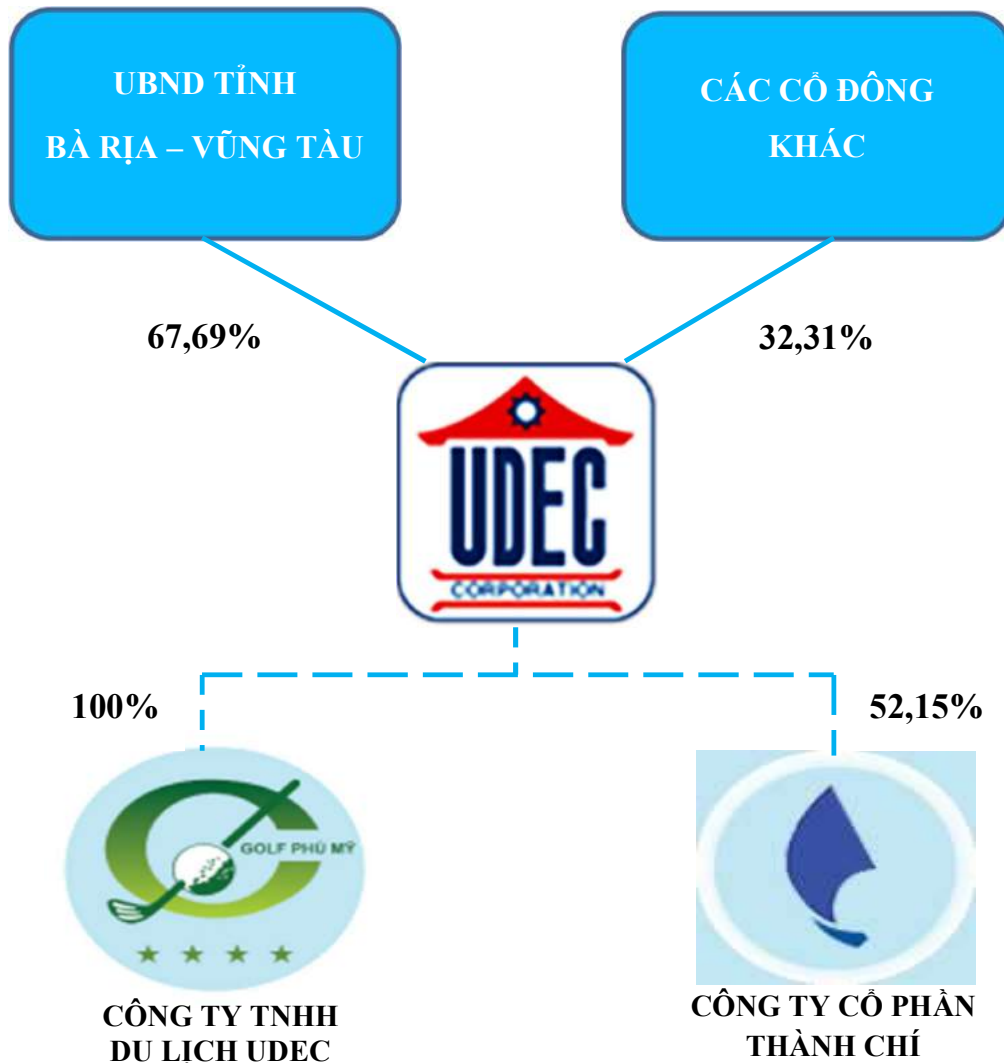 UBND TỈNH
BÀ RỊA – VŨNG TÀU
CÁC CỔ ĐÔNG
KHÁC
67,69%
32,31%
UDEC
CORPORATION
100%
52,15%
GOLF PHÚ MỸ
CÔNG TY TNHH
DU LỊCH UDEC
CÔNG TY CỔ PHẦN
THÀNH CHÍ